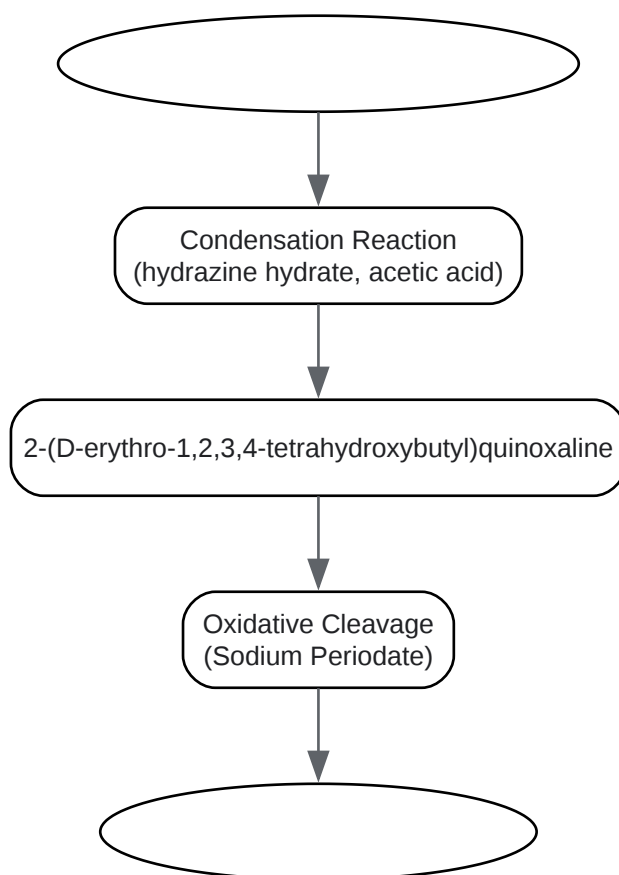 Condensation Reaction
(hydrazine hydrate, acetic acid)
2-(D-erythro-1,2,3,4-tetrahydroxybutyl)quinoxaline
Oxidative Cleavage
(Sodium Periodate)